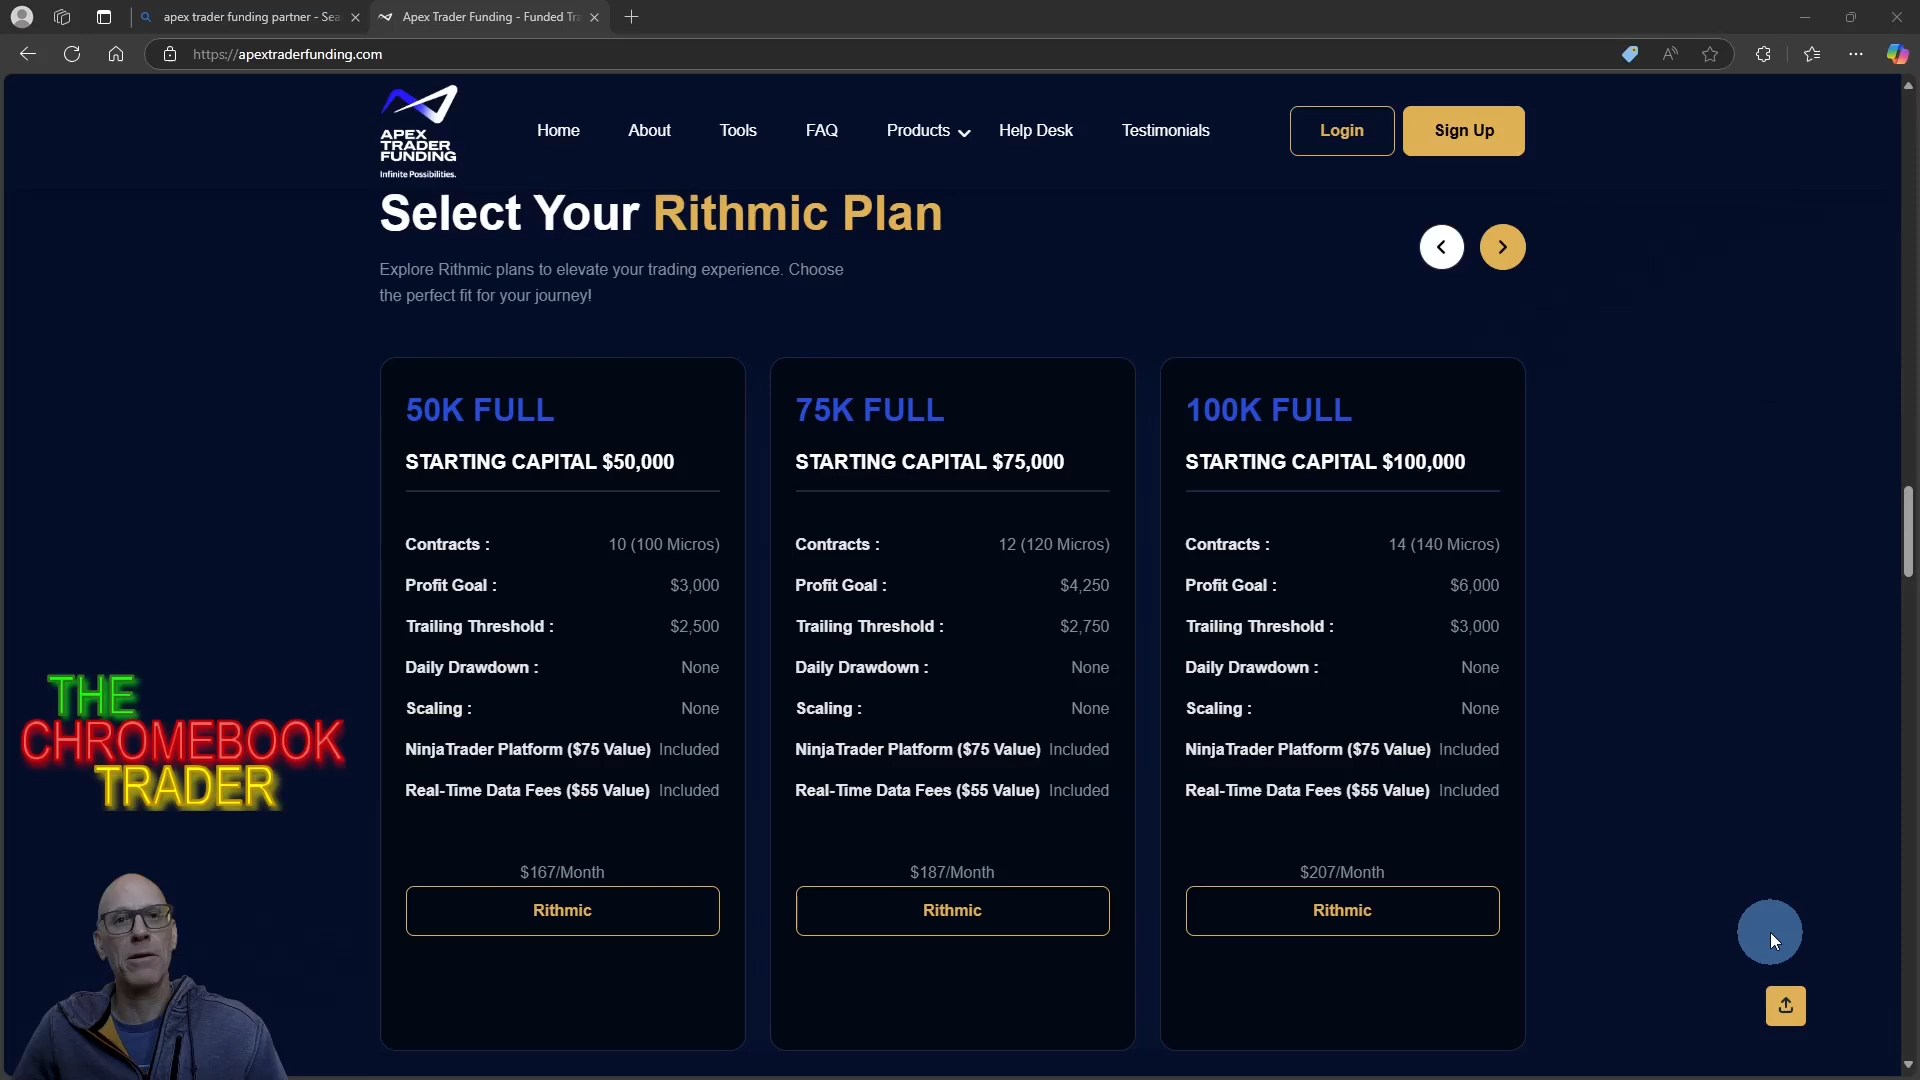 apex trader funding partner - Sea
Apex Trader Funding - Funded Tr
https://apextraderfunding.com
APEX
TRADER
FUNDING
Infinite Possibilities.
Home
About
Tools
FAQ
Products
Help Desk
Testimonials
Login
Sign Up
Select Your Rithmic Plan
Explore Rithmic plans to elevate your trading experience. Choose
the perfect fit for your journey!
50K FULL
STARTING CAPITAL $50,000
Contracts : 10 (100 Micros)
Profit Goal : $3,000
Trailing Threshold : $2,500
Daily Drawdown : None
Scaling : None
NinjaTrader Platform ($75 Value) Included
Real-Time Data Fees ($55 Value) Included
$167/Month
Rithmic
75K FULL
STARTING CAPITAL $75,000
Contracts : 12 (120 Micros)
Profit Goal : $4,250
Trailing Threshold : $2,750
Daily Drawdown : None
Scaling : None
NinjaTrader Platform ($75 Value) Included
Real-Time Data Fees ($55 Value) Included
$187/Month
Rithmic
100K FULL
STARTING CAPITAL $100,000
Contracts : 14 (140 Micros)
Profit Goal : $6,000
Trailing Threshold : $3,000
Daily Drawdown : None
Scaling : None
NinjaTrader Platform ($75 Value) Included
Real-Time Data Fees ($55 Value) Included
$207/Month
Rithmic
THE
CHROMEBOOK
TRADER